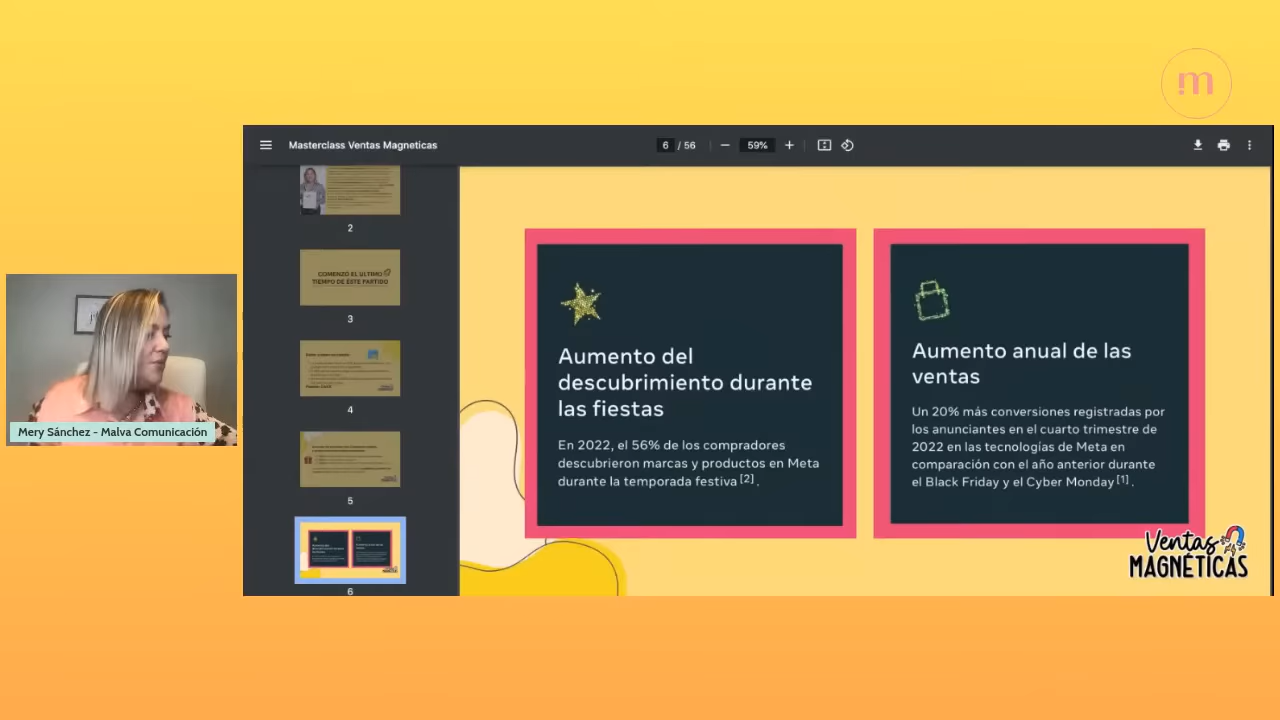 m
Masterclass Ventas Magneticas
6 / 56
59%
2
COMENZÓ EL ULTIMO
TIEMPO DE ESTE PARTIDO
3
4
5
6
Aumento del
descubrimiento durante
las fiestas
En 2022, el 56% de los compradores
descubrieron marcas y productos en Meta
durante la temporada festiva [2].
Aumento anual de las
ventas
Un 20% más conversiones registradas por
los anunciantes en el cuarto trimestre de
2022 en las tecnologías de Meta en
comparación con el año anterior durante
el Black Friday y el Cyber Monday [1].
Ventas
MAGNÉTICAS
Mery Sánchez - Malva Comunicación